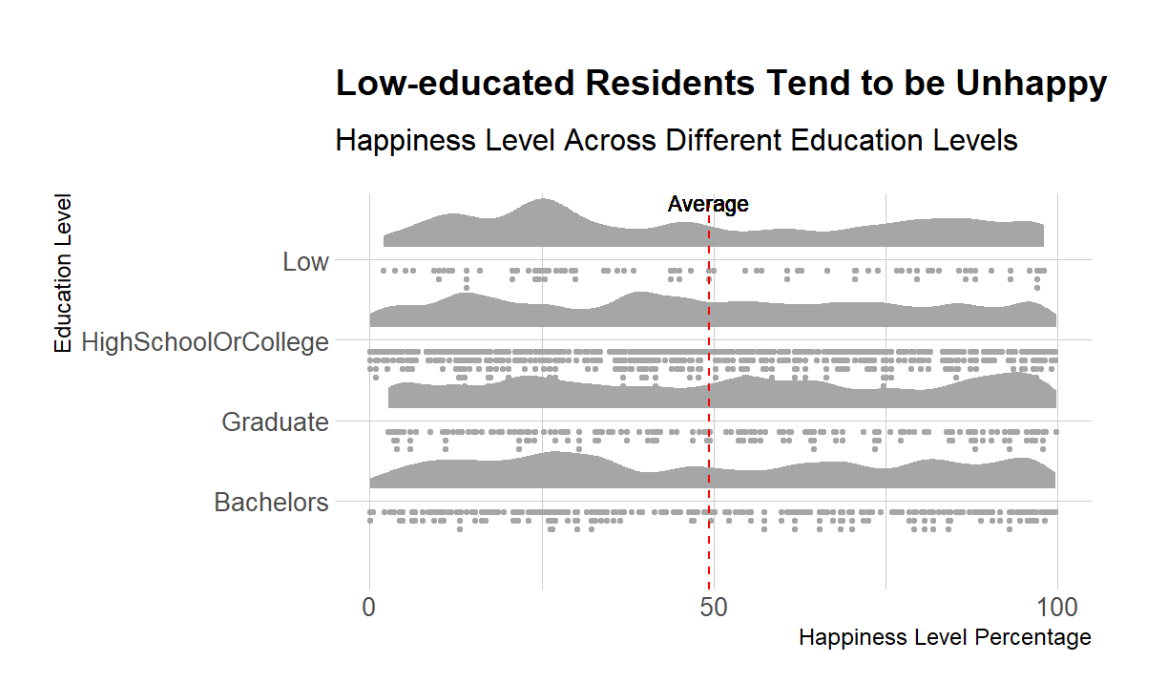 Low-educated Residents Tend to be Unhappy
Happiness Level Across Different Education Levels
Education Level
Average
Low
HighSchoolOrCollege
Graduate
Bachelors
0
50
100
Happiness Level Percentage